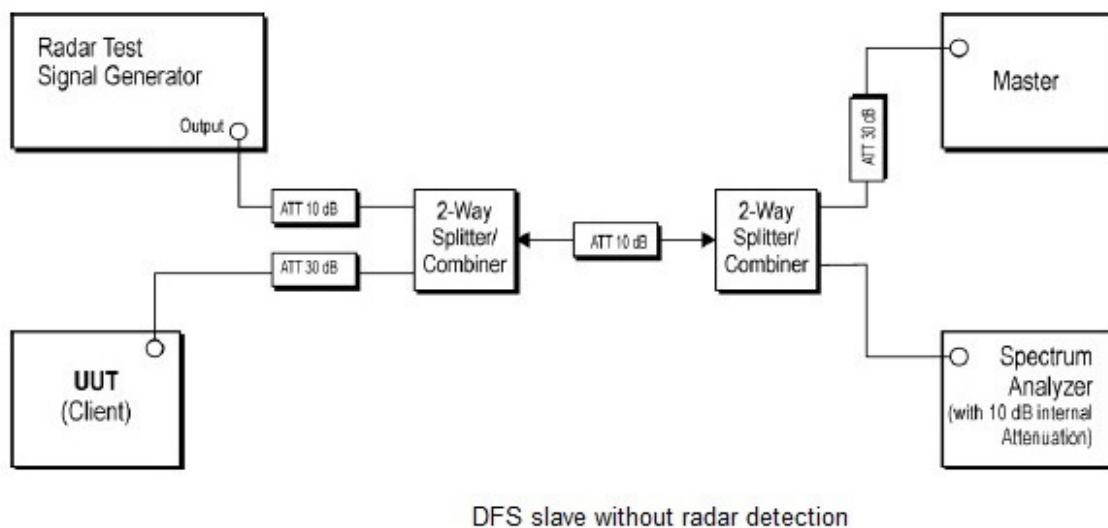 Radar Test
Signal Generator
Output
Master
ATT 30 dB
ATT 10 dB
2-Way
Splitter/
Combiner
ATT 10 dB
2-Way
Splitter/
Combiner
ATT 30 dB
UUT
(Client)
Spectrum
Analyzer
(with 10 dB internal
Attenuation)
DFS slave without radar detection